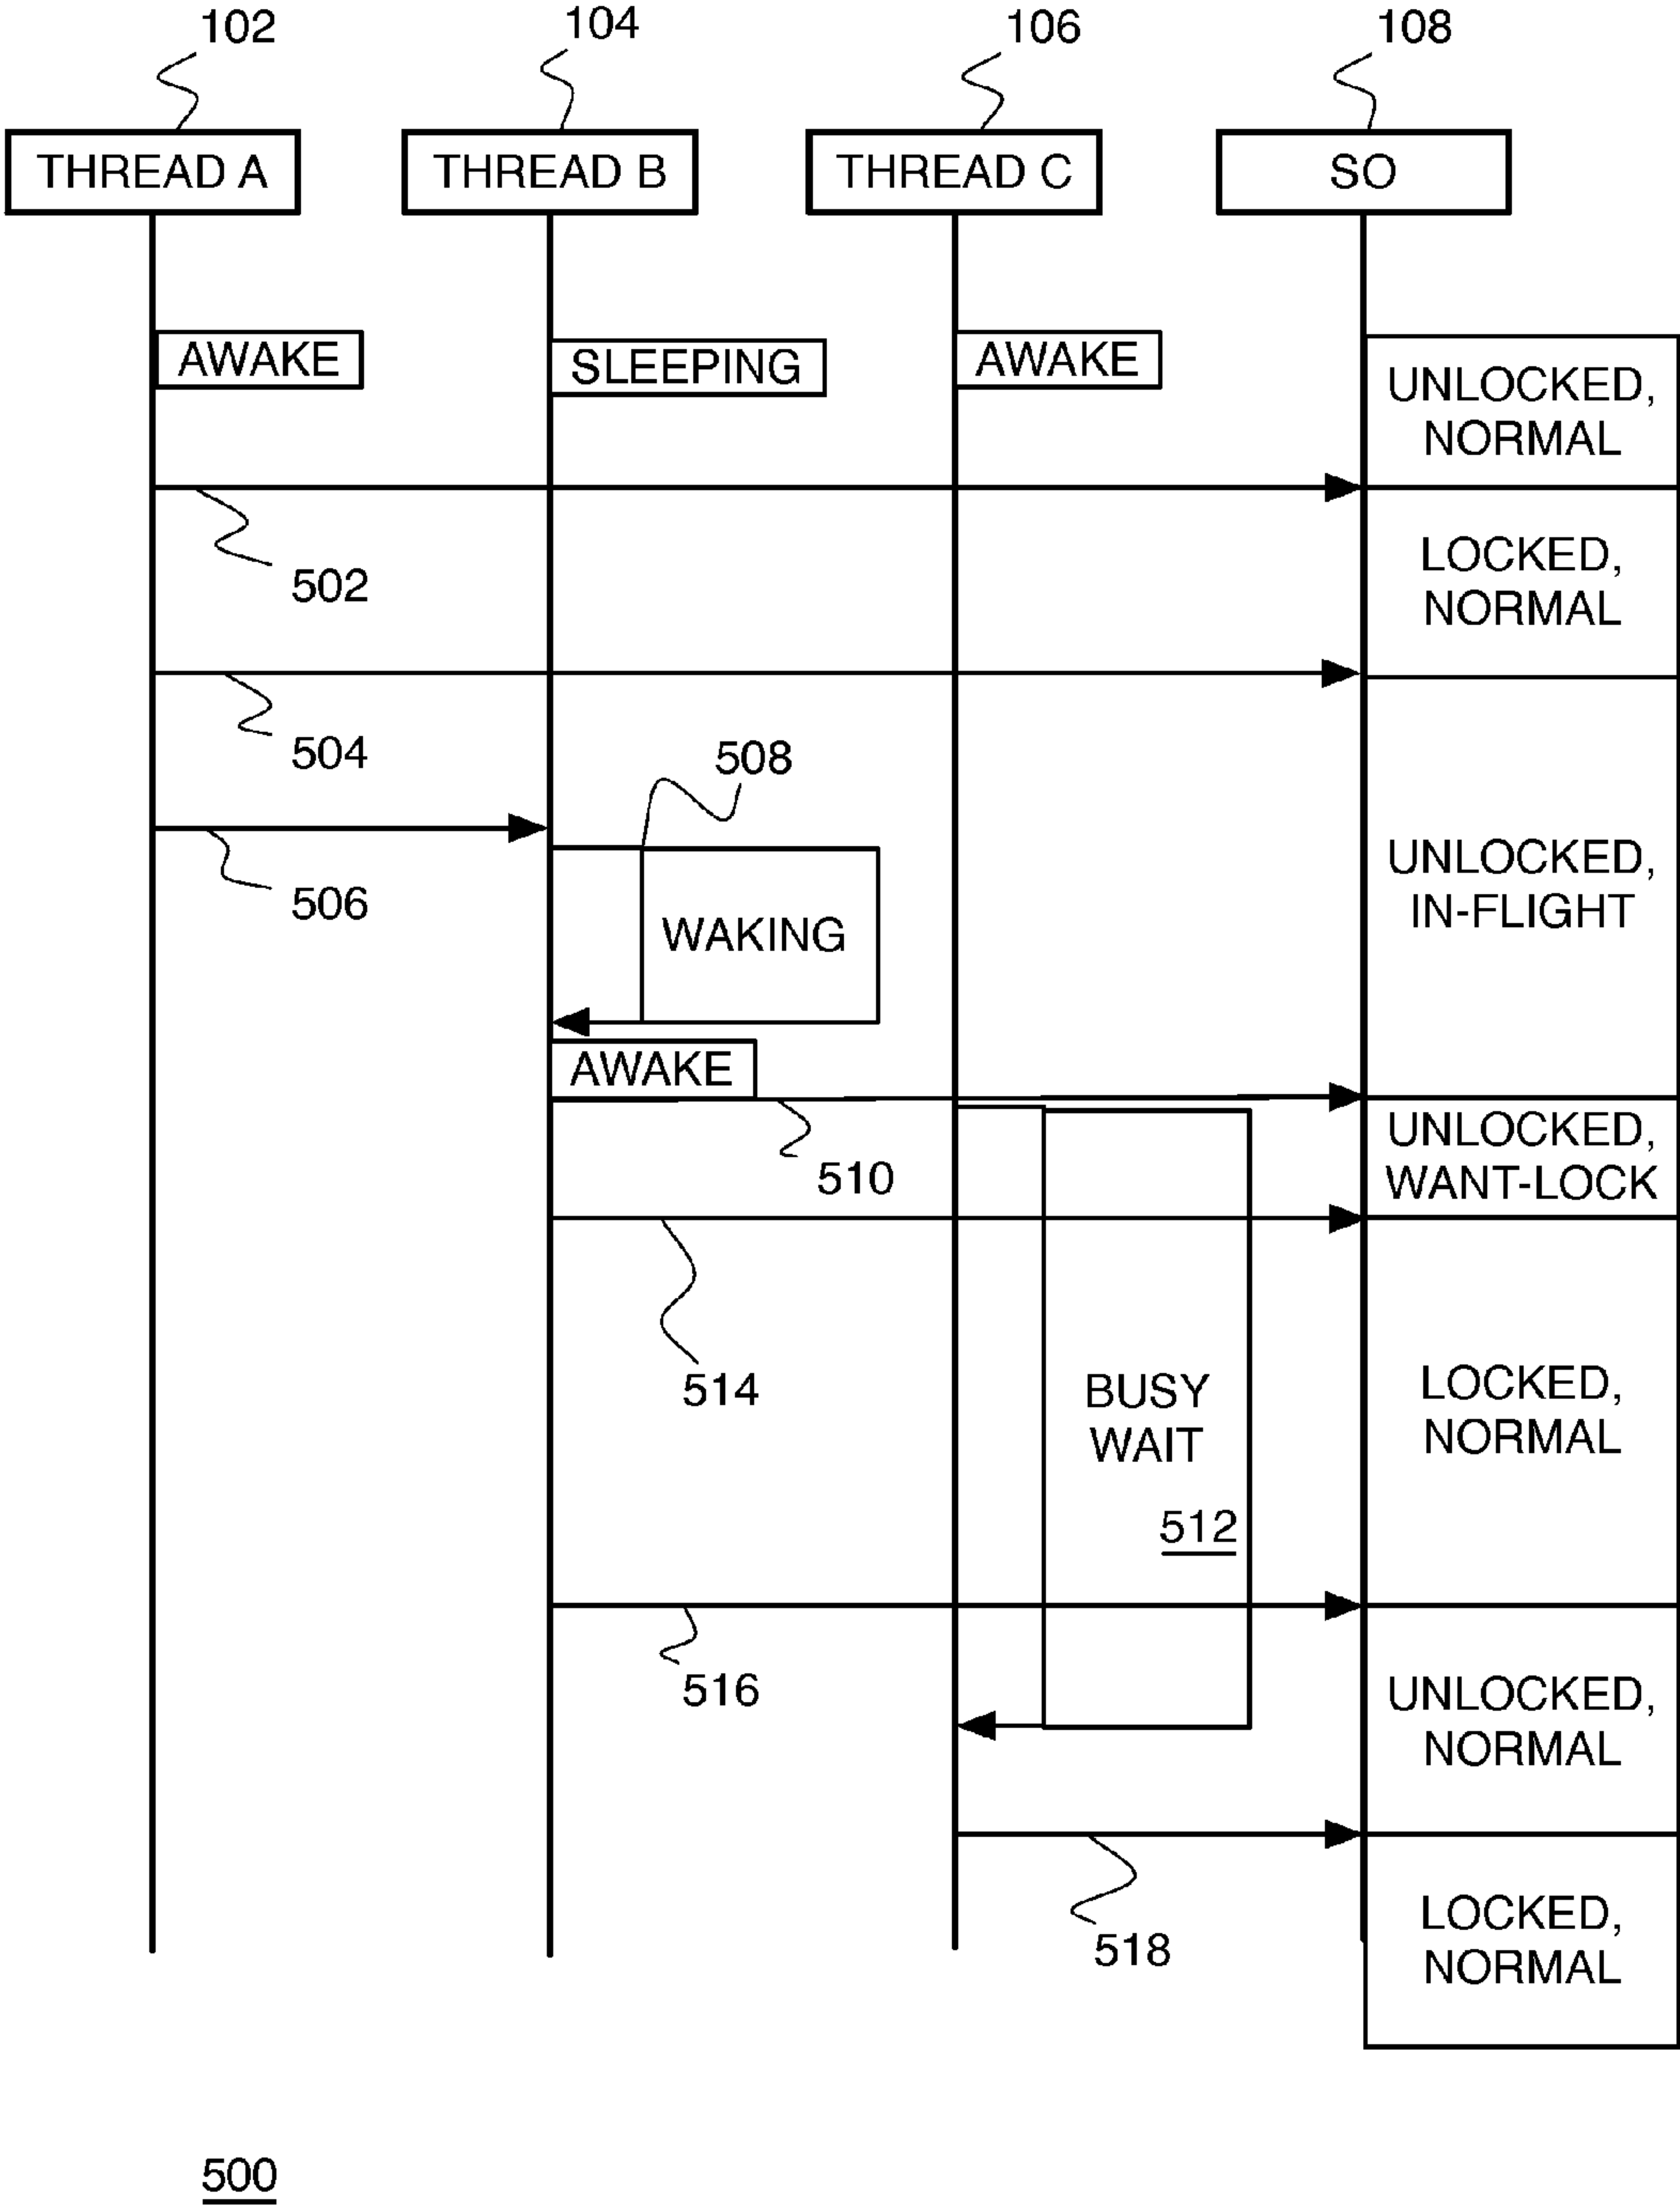 102
104
106
108
THREAD A
THREAD B
THREAD C
SO
AWAKE
SLEEPING
AWAKE
UNLOCKED,
NORMAL
502
LOCKED,
NORMAL
504
508
506
WAKING
UNLOCKED,
IN-FLIGHT
AWAKE
510
UNLOCKED,
WANT-LOCK
514
BUSY
WAIT
512
LOCKED,
NORMAL
516
UNLOCKED,
NORMAL
518
LOCKED,
NORMAL
500